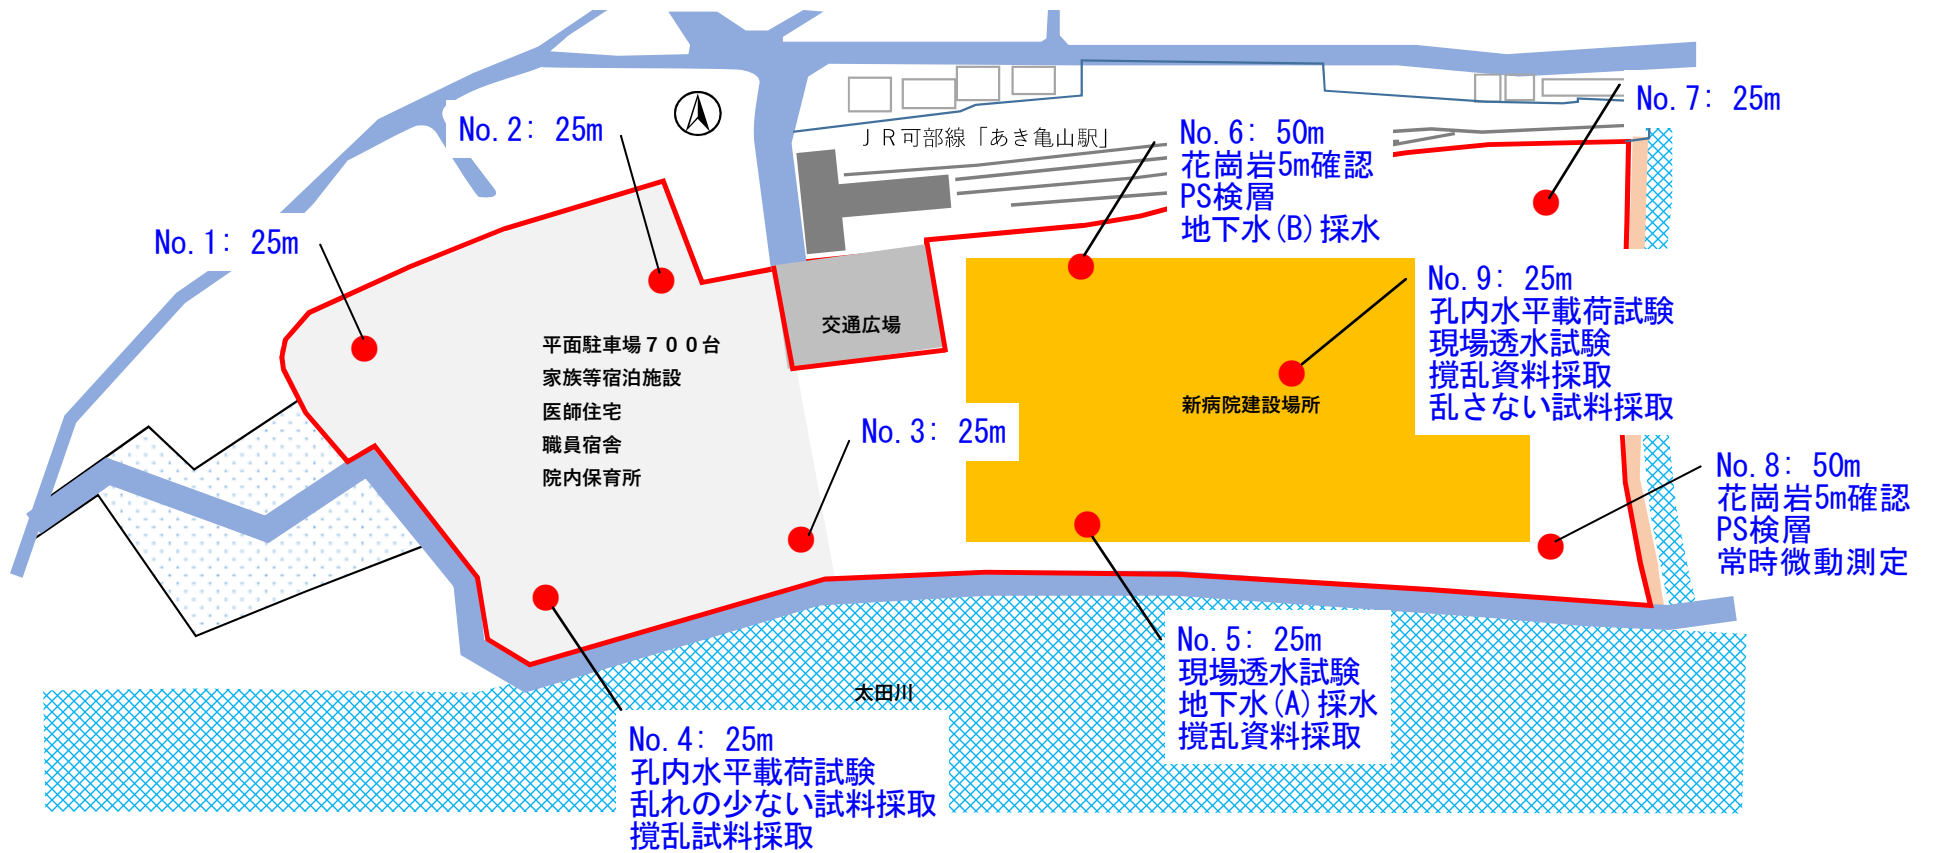 No.7: 25m
No.2: 25m
JR可部線「あき亀山駅」
No.6: 50m
花崗岩5m確認
PS検層
地下水(B)採水
No.1: 25m
No.9: 25m
孔内水平載荷試験
現場透水試験
撹乱資料採取
乱さない試料採取
交通広場
平面駐車場700台
家族等宿泊施設
医師住宅
職員宿舎
院内保育所
新病院建設場所
No.3: 25m
No.8: 50m
花崗岩5m確認
PS検層
常時微動測定
No.5: 25m
現場透水試験
地下水(A)採水
撹乱資料採取
太田川
No.4: 25m
孔内水平載荷試験
乱れの少ない試料採取
撹乱試料採取